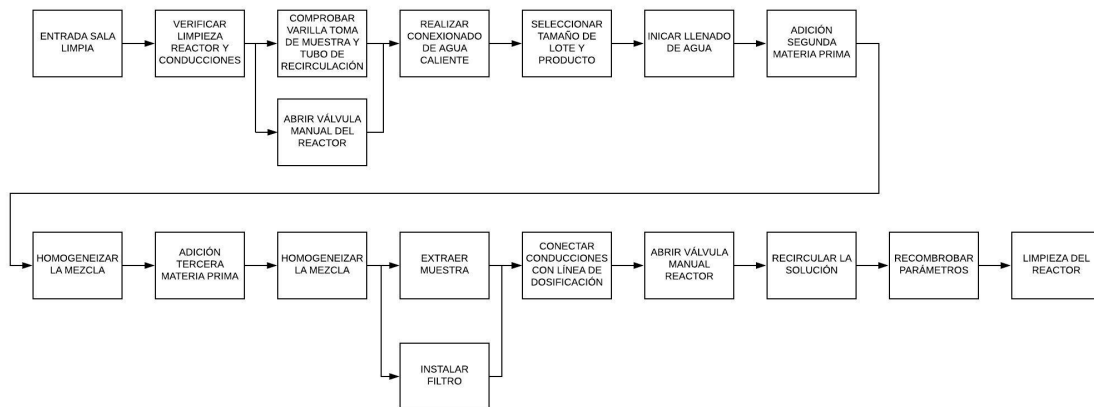 ENTRADA SALA
LIMPIA
VERIFICAR
LIMPIEZA
REACTOR Y
CONDUCCIONES
COMPROBAR
VARILLA TOMA
DE MUESTRA Y
TUBO DE
RECIRCULACIÓN
ABRIR VÁLVULA
MANUAL DEL
REACTOR
REALIZAR
CONEXIONADO
DE AGUA
CALIENTE
SELECCIONAR
TAMAÑO DE
LOTE Y
PRODUCTO
INICAR LLENADO
DE AGUA
ADICIÓN
SEGUNDA
MATERIA PRIMA
HOMOGENEIZAR
LA MEZCLA
ADICIÓN
TERCERA
MATERIA PRIMA
HOMOGENEIZAR
LA MEZCLA
EXTRAER
MUESTRA
INSTALAR
FILTRO
CONECTAR
CONDUCCIONES
CON LÍNEA DE
DOSIFICACIÓN
ABRIR VÁLVULA
MANUAL
REACTOR
RECIRCULAR LA
SOLUCIÓN
RECOMBROBAR
PARÁMETROS
LIMPIEZA DEL
REACTOR